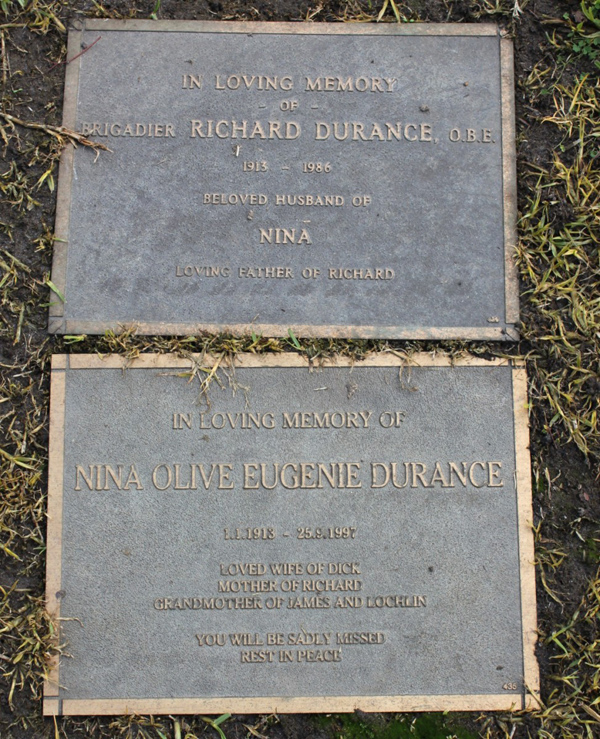 IN LOVING MEMORY
- OF -
BRIGADIER RICHARD DURANCE, O.B.E.
1913 - 1986
BELOVED HUSBAND OF
NINA
LOVING FATHER OF RICHARD
IN LOVING MEMORY OF
NINA OLIVE EUGENIE DURANCE
1.1.1913 - 25.9.1997
LOVED WIFE OF DICK
MOTHER OF RICHARD
GRANDMOTHER OF JAMES AND LOCHLIN
YOU WILL BE SADLY MISSED
REST IN PEACE
436